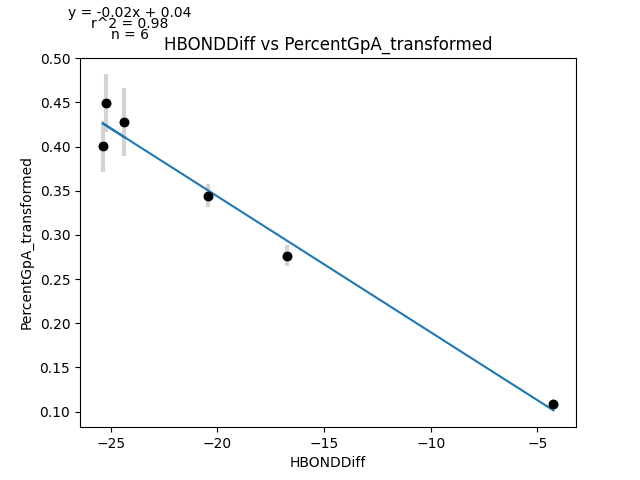 y = -0.02x + 0.04
r^2 = 0.98
n = 6
HBONDDiff vs PercentGpA_transformed
0.50
0.45
0.40
0.35
0.30
0.25
0.20
0.15
0.10
PercentGpA_transformed
−25
−20
−15
−10
−5
HBONDDiff